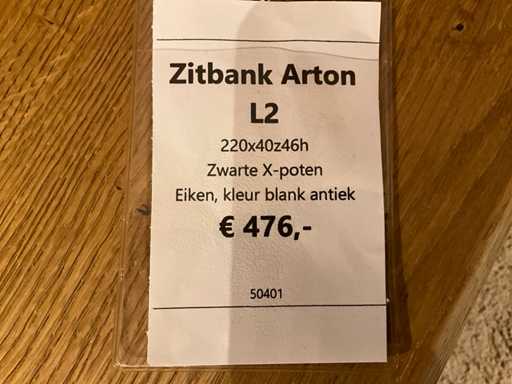 Zitbank Arton
L2
220x40z46h
Zwarte X-poten
Eiken, kleur blank antiek
€ 476,-
50401